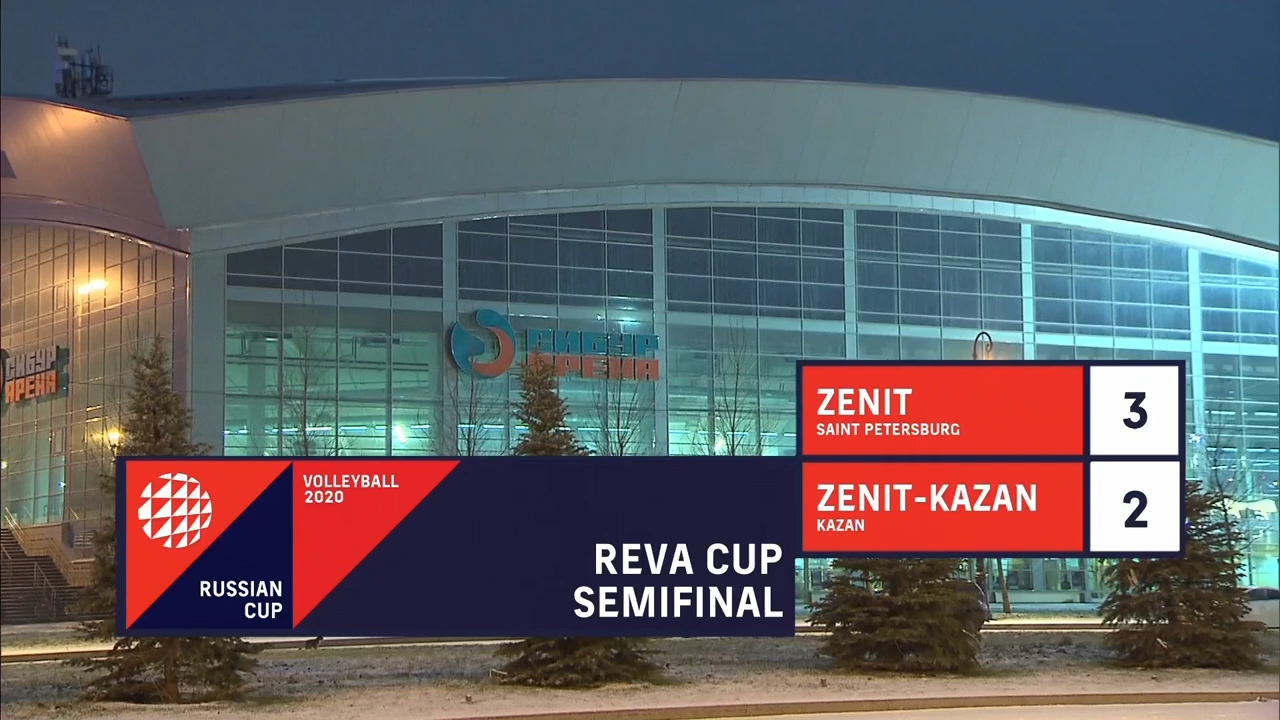 СИБУР
АРЕНА
СИБУР
АРЕНА
ZENIT
SAINT PETERSBURG
3
ZENIT-KAZAN
KAZAN
2
VOLLEYBALL
2020
RUSSIAN
CUP
REVA CUP
SEMIFINAL